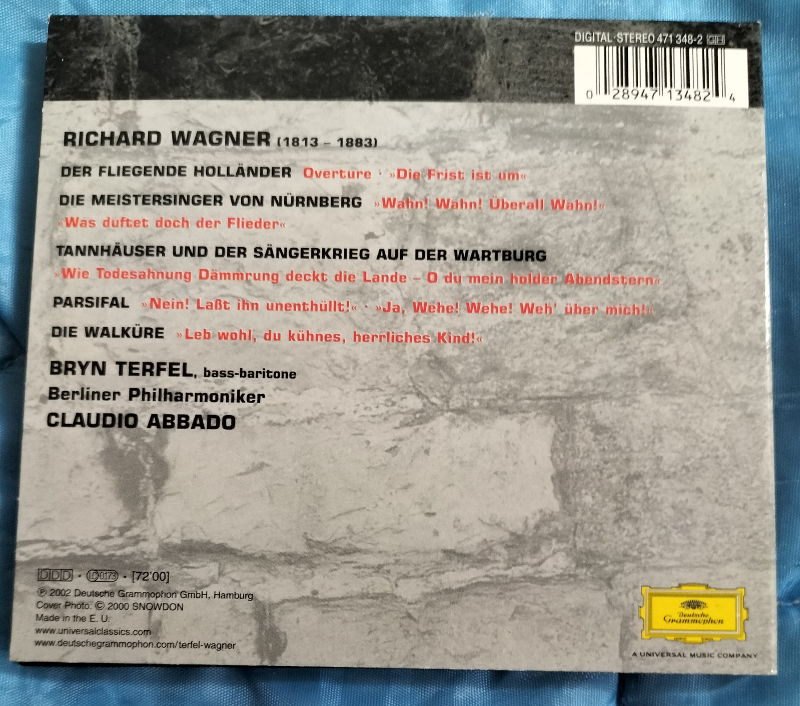 DIGITAL·STEREO 471 348-2 GH
0 28947 13482 4
RICHARD WAGNER (1813 – 1883)
DER FLIEGENDE HOLLÄNDER Overture · »Die Frist ist um«
DIE MEISTERSINGER VON NÜRNBERG »Wahn! Wahn! Überall Wahn!«
»Was duftet doch der Flieder«
TANNHÄUSER UND DER SÄNGERKRIEG AUF DER WARTBURG
»Wie Todesahnung Dämmrung deckt die Lande – O du mein holder Abendstern«
PARSIFAL »Nein! Laßt ihn unenthüllt!« · »Ja, Wehe! Wehe! Weh' über mich!«
DIE WALKÜRE »Leb wohl, du kühnes, herrliches Kind!«
BRYN TERFEL, bass-baritone
Berliner Philharmoniker
CLAUDIO ABBADO
DDD · LC 0173 · [72'00]
℗ 2002 Deutsche Grammophon GmbH, Hamburg
Cover Photo: © 2000 SNOWDON
Made in the E. U.
www.universalclassics.com
www.deutschegrammophon.com/terfel-wagner
Deutsche
Grammophon
A UNIVERSAL MUSIC COMPANY